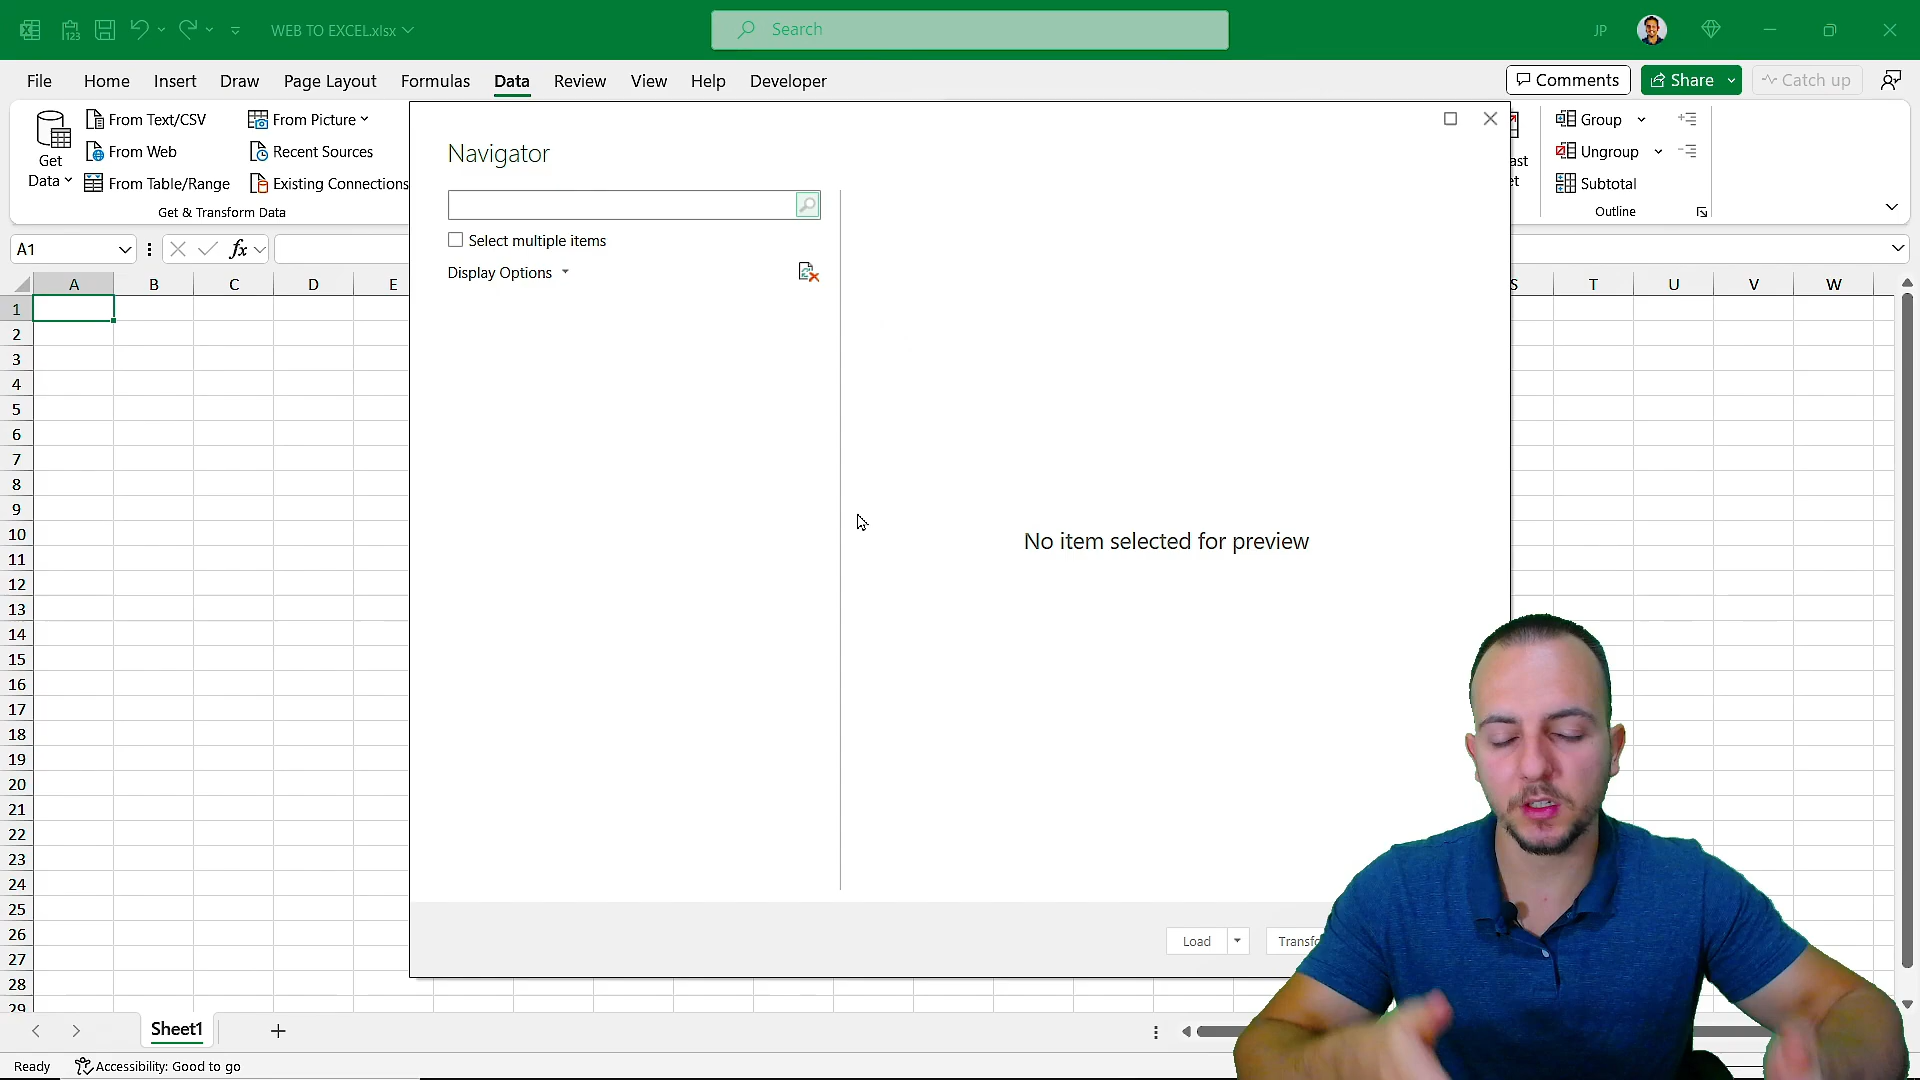 WEB TO EXCEL.xlsx
Search
JP
File Home Insert Draw Page Layout Formulas Data Review View Help Developer
Comments Share Catch up
Get Data
From Text/CSV
From Web
From Table/Range
From Picture
Recent Sources
Existing Connections
Get & Transform Data
Group
Ungroup
Subtotal
Outline
A1
fx
A B C D E S T U V W
1
2
3
4
5
6
7
8
9
10
11
12
13
14
15
16
17
18
19
20
21
22
23
24
25
26
27
28
29
Navigator
Select multiple items
Display Options
No item selected for preview
Load
Sheet1
Ready
Accessibility: Good to go